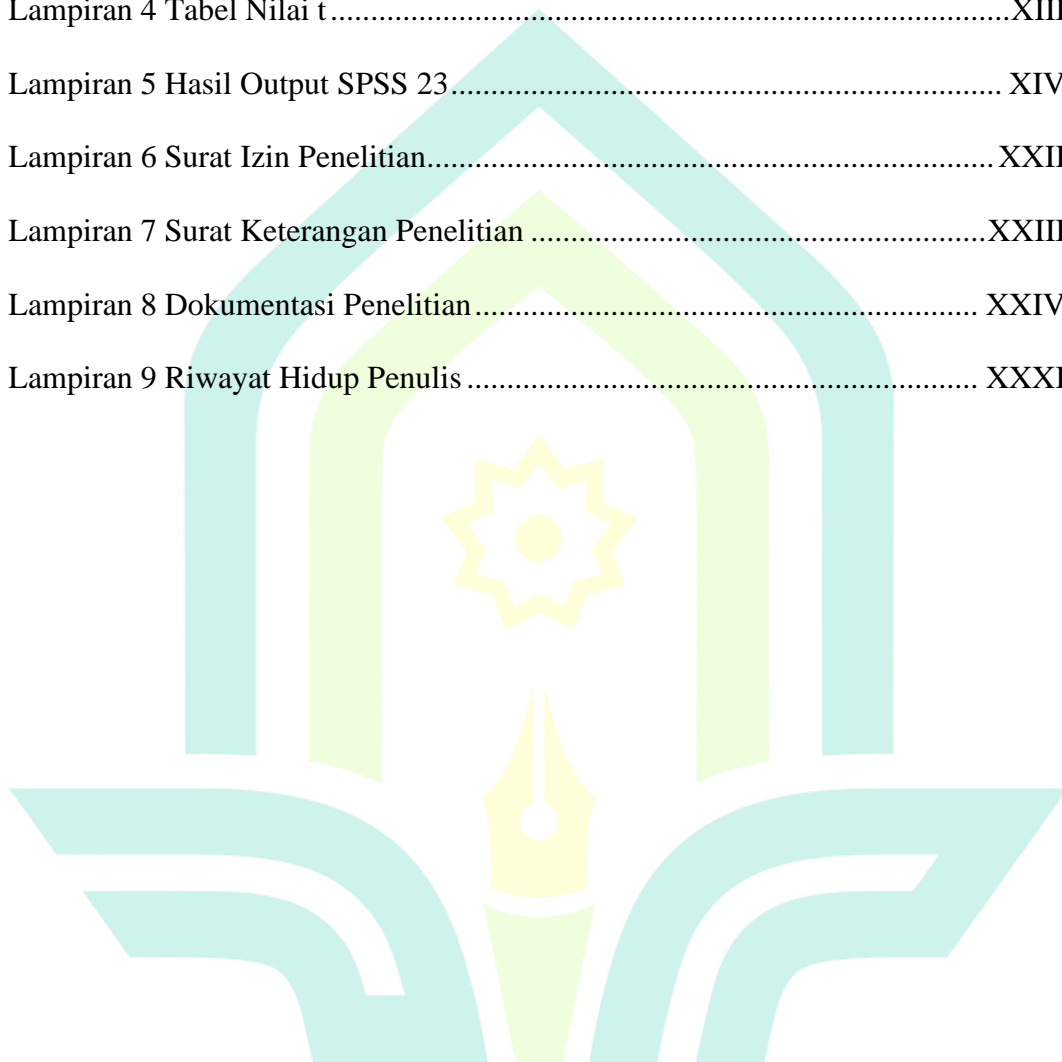 Lampiran 4 Tabel Nilai t....................................................................................XIII
Lampiran 5 Hasil Output SPSS 23.................................................................... XIV
Lampiran 6 Surat Izin Penelitian...................................................................... XXII
Lampiran 7 Surat Keterangan Penelitian ........................................................XXIII
Lampiran 8 Dokumentasi Penelitian.............................................................. XXIV
Lampiran 9 Riwayat Hidup Penulis ............................................................... XXXI